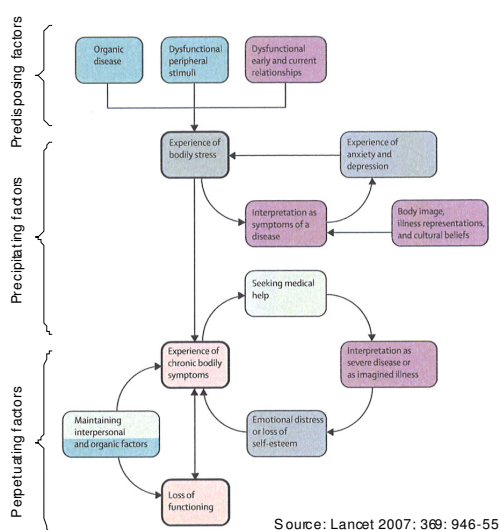 Predisposing factors
Organic
disease
Dysfunctional
peripheral
stimuli
Dysfunctional
early and current
relationships
Precipitating factors
Experience of
bodily stress
Experience of
anxiety and
depression
Interpretation as
symptoms of a
disease
Body image,
illness representations,
and cultural beliefs
Seeking medical
help
Perpetuating factors
Experience of
chronic bodily
symptoms
Interpretation as
severe disease or
as imagined illness
Maintaining
interpersonal
and organic factors
Emotional distress
or loss of
self-esteem
Loss of
functioning
Source: Lancet 2007; 369: 946-55